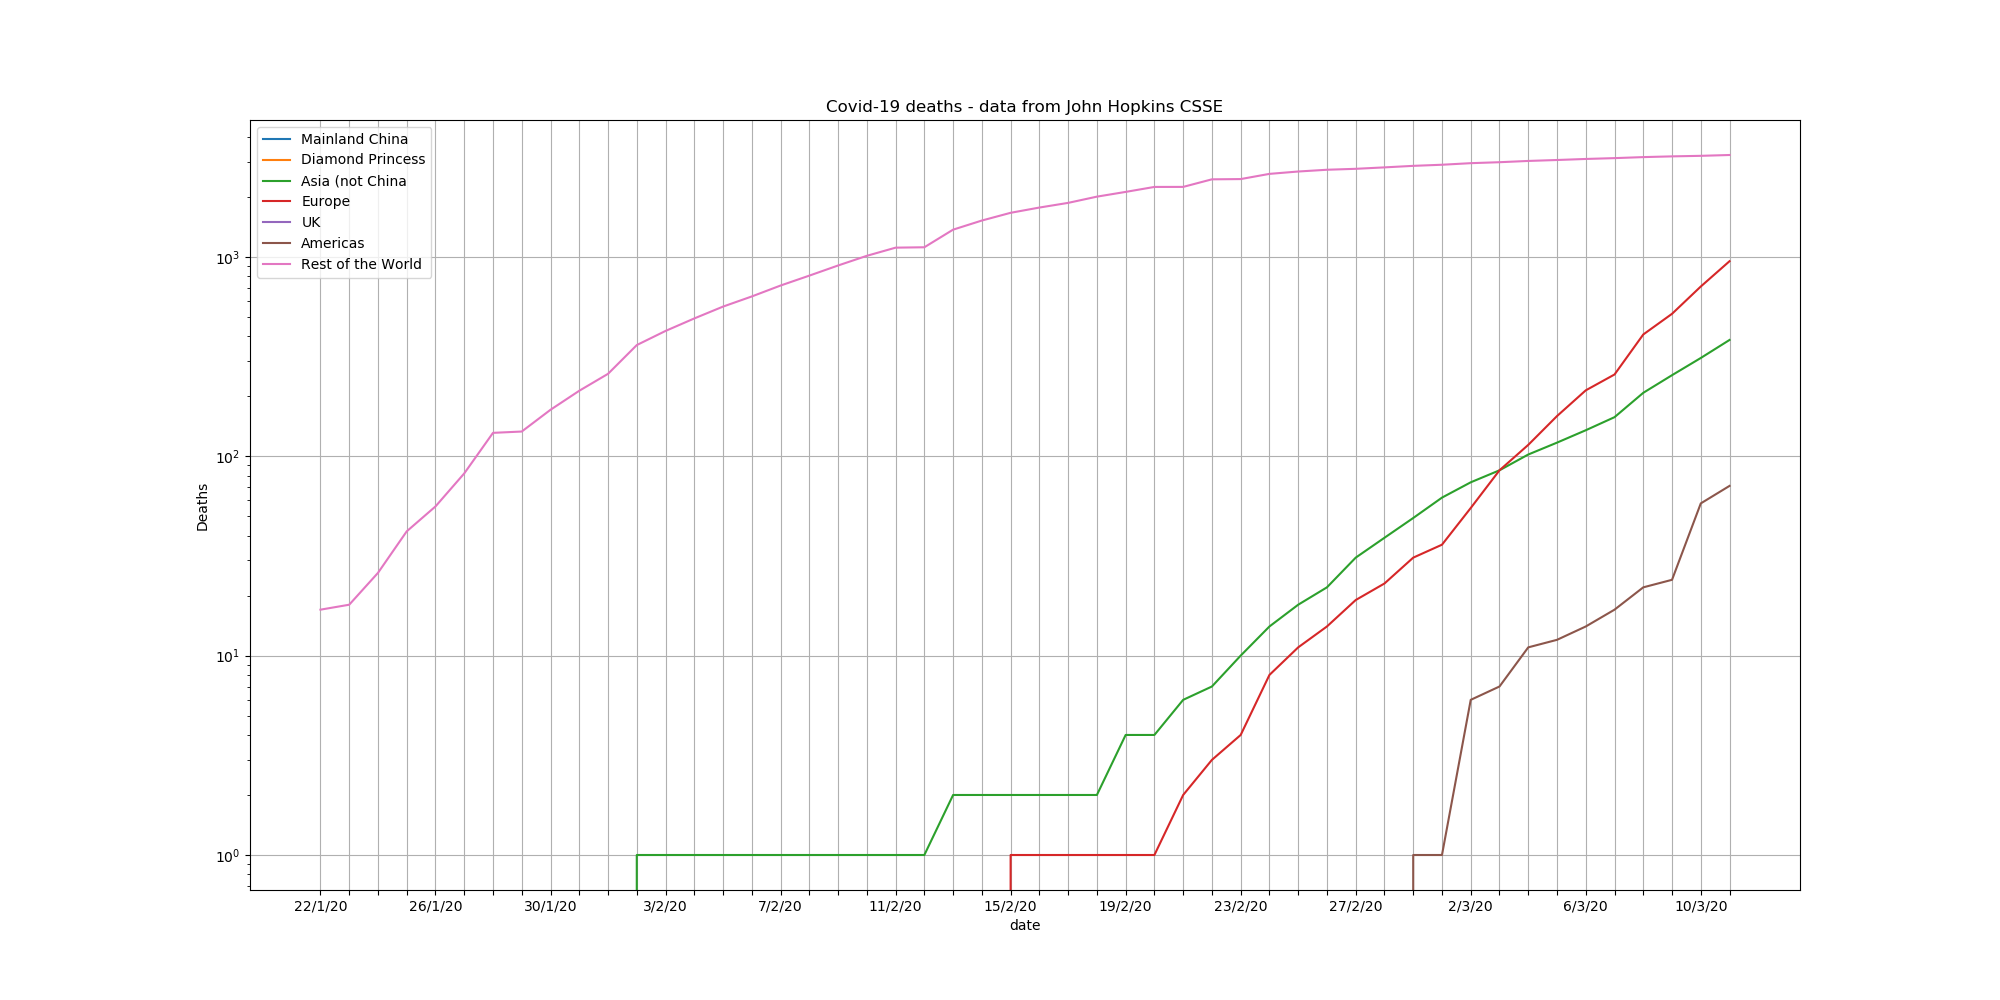 Covid-19 deaths - data from John Hopkins CSSE
Mainland China
Diamond Princess
Asia (not China
Europe
UK
Americas
Rest of the World
Deaths
10³
10²
10¹
10⁰
22/1/20 26/1/20 30/1/20 3/2/20 7/2/20 11/2/20 15/2/20 19/2/20 23/2/20 27/2/20 2/3/20 6/3/20 10/3/20
date